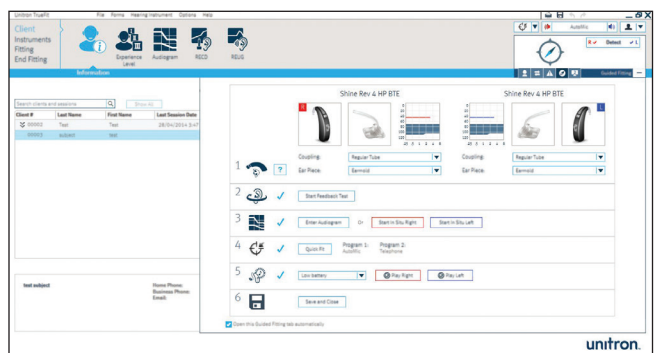 Unitron TrueFit
File Forms Hearing Instrument Options Help
Client
Instruments
Fitting
End Fitting
Information
Experience
Level
Audiogram
RECD
REUG
AutoMic
R Detect L
Guided Fitting
Search clients and sessions
Show All
Client # Last Name First Name Last Session Date
00002 Test Test 28/04/2014 3:47
00003 subject test
Shine Rev 4 HP BTE
Shine Rev 4 HP BTE
R
L
Coupling: Regular Tube
Coupling: Regular Tube
Ear Piece: Earmold
Ear Piece: Earmold
1 ?
2 Start Feedback Test
3 Enter Audiogram Or Start In Situ Right Start In Situ Left
4 Quick Fit Program 1: AutoMic Program 2: Telephone
5 Low battery Play Right Play Left
6 Save and Close
Open this Guided Fitting tab automatically
test subject
Home Phone:
Business Phone:
Email:
unitron.